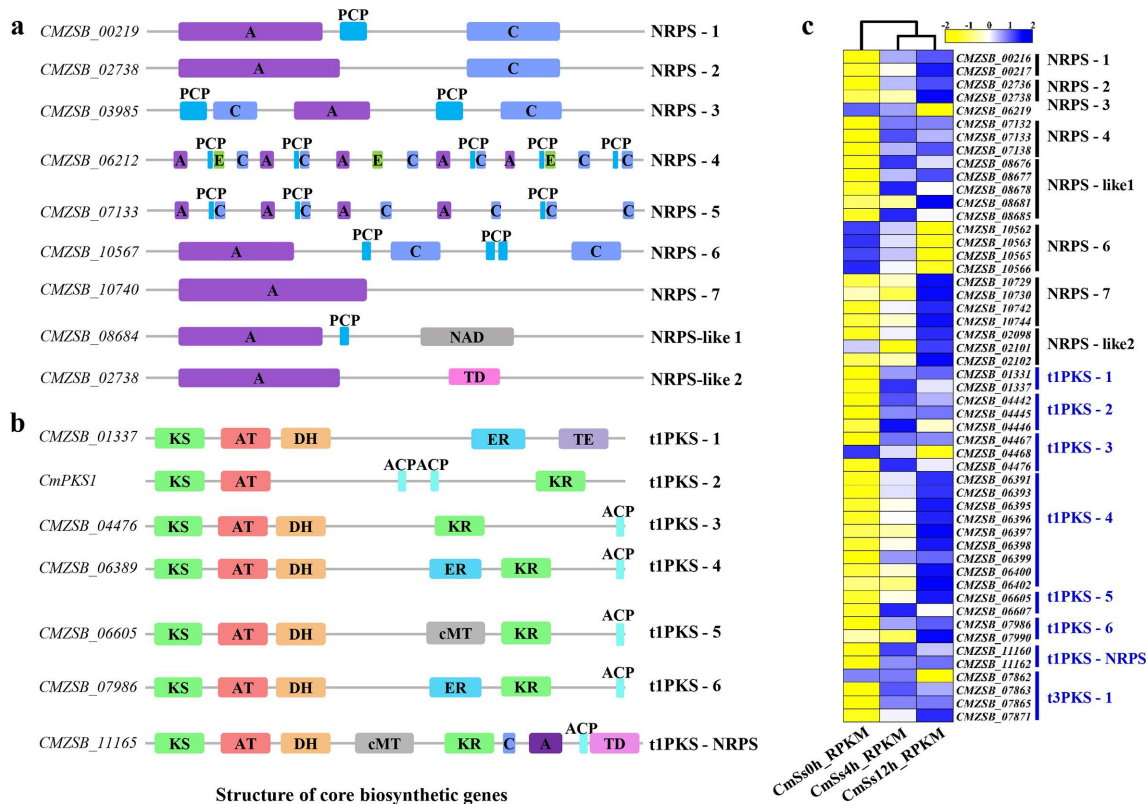 a
CMZSB_00219 A PCP C NRPS - 1
CMZSB_02738 A C NRPS - 2
CMZSB_03985 PCP C A PCP C NRPS - 3
CMZSB_06212 A PCP E C A PCP C A E C A PCP C A PCP E C PCP C NRPS - 4
CMZSB_07133 A PCP C A PCP C A C A C PCP C C NRPS - 5
CMZSB_10567 A PCP C PCP C NRPS - 6
CMZSB_10740 A NRPS - 7
CMZSB_08684 A PCP NAD NRPS-like 1
CMZSB_02738 A TD NRPS-like 2
b
CMZSB_01337 KS AT DH ER TE t1PKS - 1
CmPKS1 KS AT ACP ACP KR t1PKS - 2
CMZSB_04476 KS AT DH KR ACP t1PKS - 3
CMZSB_06389 KS AT DH ER KR ACP t1PKS - 4
CMZSB_06605 KS AT DH cMT KR ACP t1PKS - 5
CMZSB_07986 KS AT DH ER KR ACP t1PKS - 6
CMZSB_11165 KS AT DH cMT KR C A ACP TD t1PKS - NRPS
Structure of core biosynthetic genes
c
-2 -1 0 1 2
CMZSB_00216
CMZSB_00217
NRPS - 1
CMZSB_02736
CMZSB_02738
NRPS - 2
CMZSB_06219
NRPS - 3
CMZSB_07132
CMZSB_07133
CMZSB_07138
NRPS - 4
CMZSB_08676
CMZSB_08677
CMZSB_08678
CMZSB_08681
CMZSB_08685
NRPS - like1
CMZSB_10562
CMZSB_10563
CMZSB_10565
CMZSB_10566
NRPS - 6
CMZSB_10729
CMZSB_10730
CMZSB_10742
CMZSB_10744
NRPS - 7
CMZSB_02098
CMZSB_02101
CMZSB_02102
NRPS - like2
CMZSB_01331
CMZSB_01337
t1PKS - 1
CMZSB_04442
CMZSB_04445
CMZSB_04446
t1PKS - 2
CMZSB_04467
CMZSB_04468
CMZSB_04476
t1PKS - 3
CMZSB_06391
CMZSB_06393
CMZSB_06395
CMZSB_06396
CMZSB_06397
CMZSB_06398
CMZSB_06399
CMZSB_06400
CMZSB_06402
t1PKS - 4
CMZSB_06605
CMZSB_06607
t1PKS - 5
CMZSB_07986
CMZSB_07990
t1PKS - 6
CMZSB_11160
CMZSB_11162
t1PKS - NRPS
CMZSB_07862
CMZSB_07863
CMZSB_07865
CMZSB_07871
t3PKS - 1
CmSs0h_RPKM
CmSs4h_RPKM
CmSs12h_RPKM